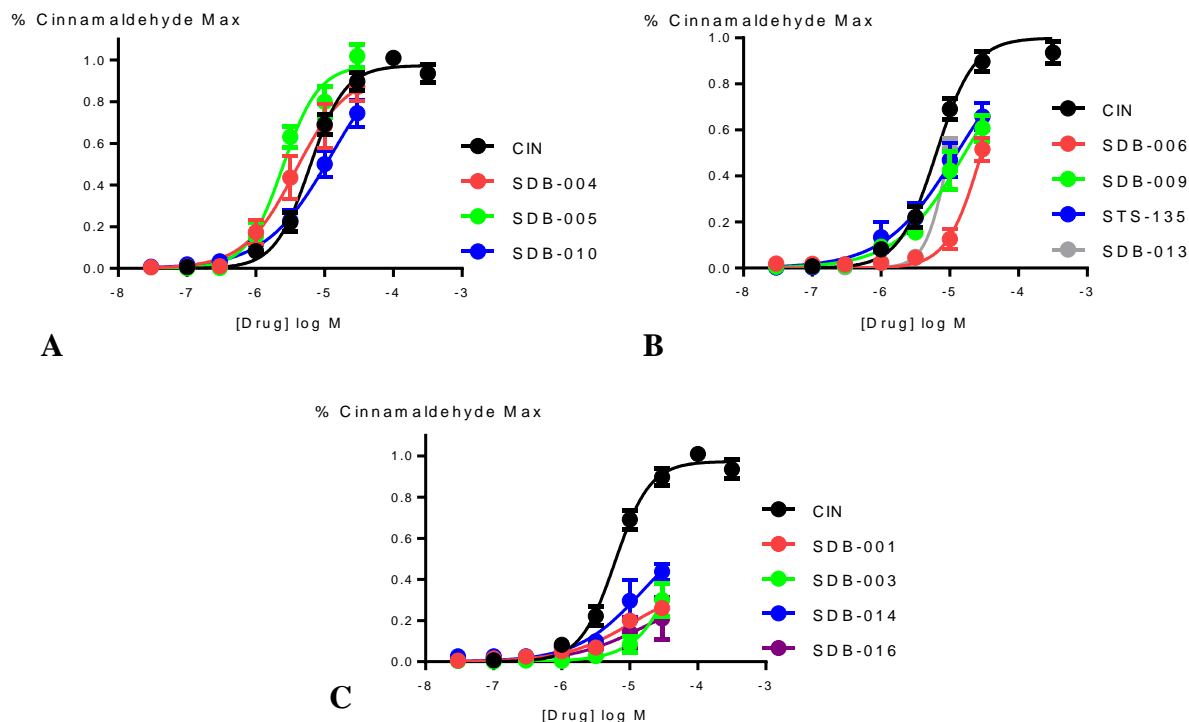 % Cinnamaldehyde Max
1.0
0.8
0.6
0.4
0.2
0.0
-8 -7 -6 -5 -4 -3
[Drug] log M
CIN
SDB-004
SDB-005
SDB-010
A
% Cinnamaldehyde Max
1.0
0.8
0.6
0.4
0.2
0.0
-8 -7 -6 -5 -4 -3
[Drug] log M
CIN
SDB-006
SDB-009
STS-135
SDB-013
B
% Cinnamaldehyde Max
1.0
0.8
0.6
0.4
0.2
0.0
-8 -7 -6 -5 -4 -3
[Drug] log M
CIN
SDB-001
SDB-003
SDB-014
SDB-016
C